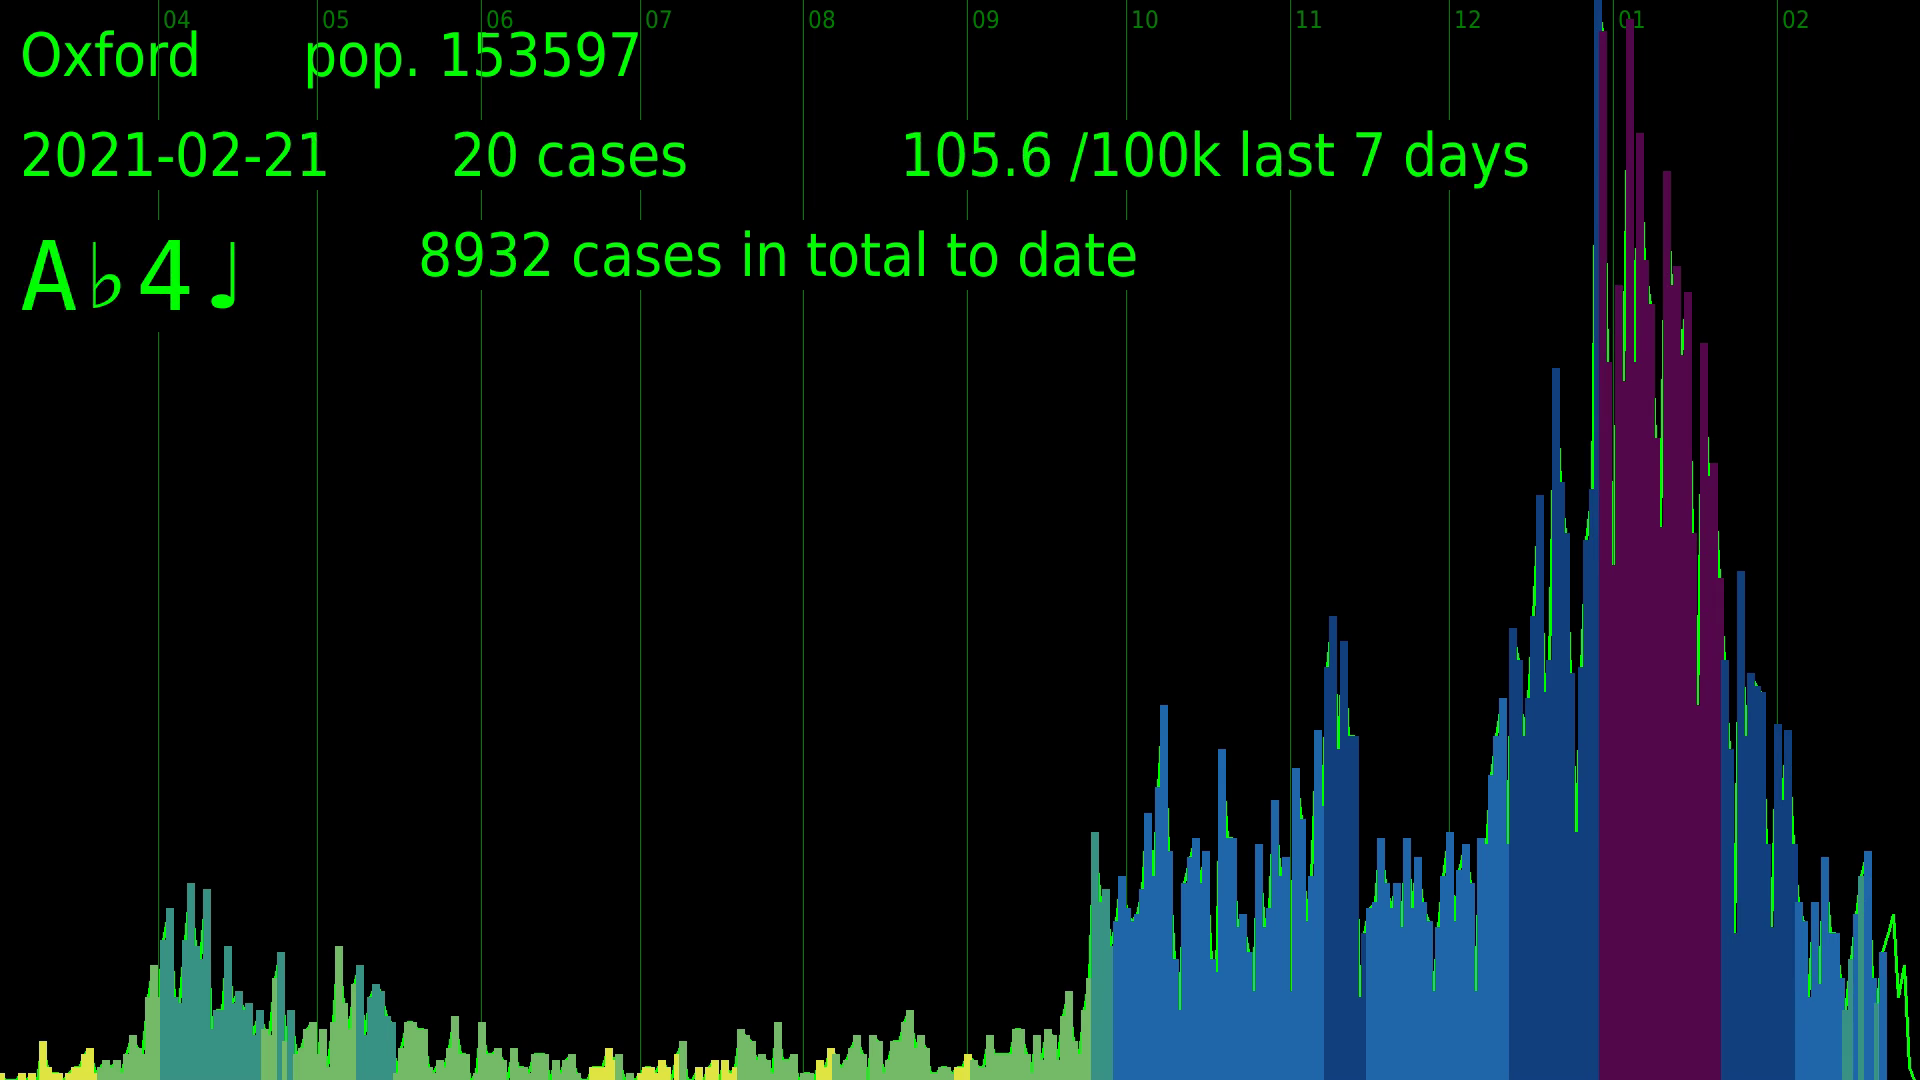 04 05 06 07 08 09 10 11 12 01 02
Oxford pop. 153597
2021-02-21 20 cases 105.6 /100k last 7 days
A♭4♩ 8932 cases in total to date